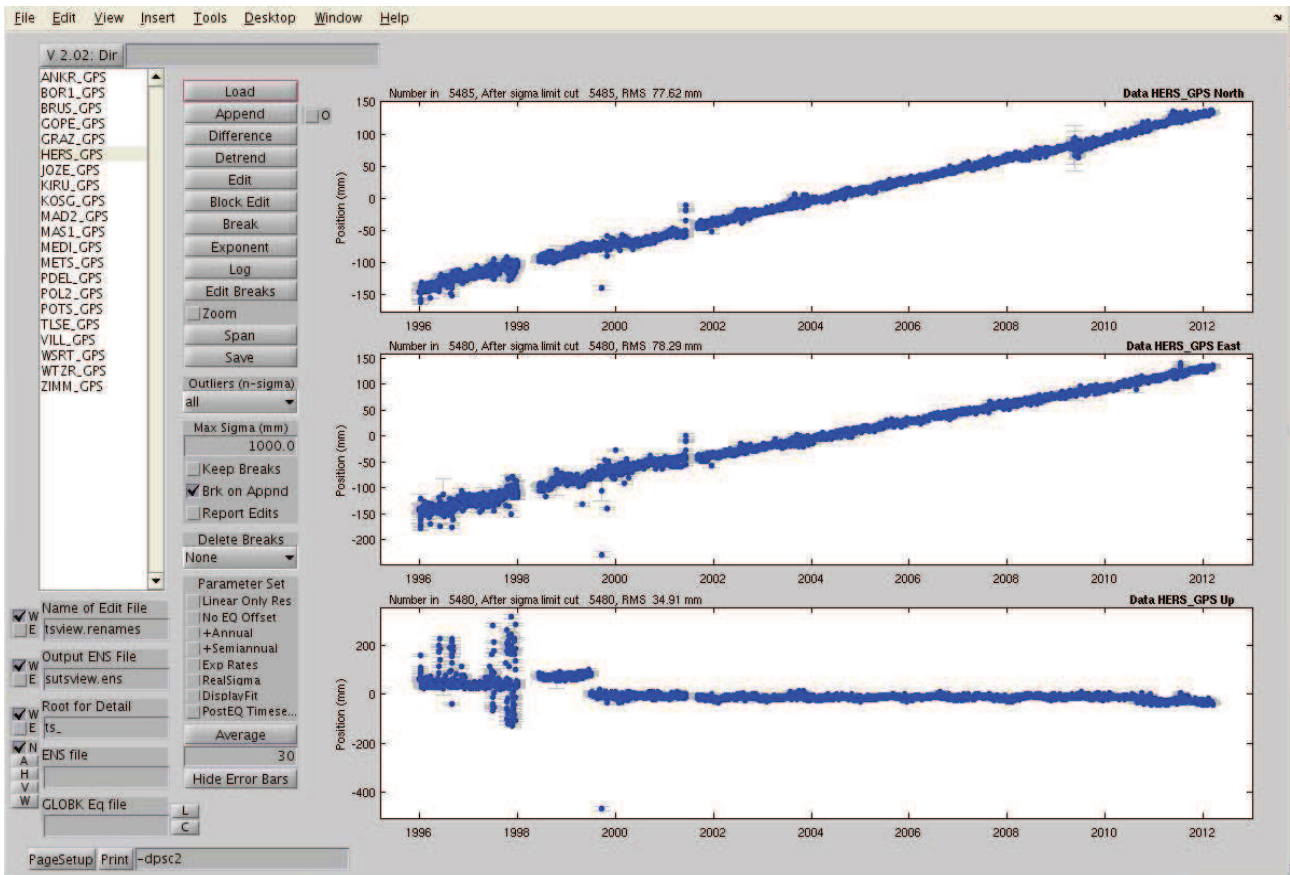 File Edit View Insert Tools Desktop Window Help
V 2.02: Dir
ANKR_GPS
BOR1_GPS
BRUS_GPS
GOPE_GPS
GRAZ_GPS
HERS_GPS
JOZE_GPS
KIRU_GPS
KOSG_GPS
MAD2_GPS
MAS1_GPS
MEDI_GPS
METS_GPS
PDEL_GPS
POL2_GPS
POTS_GPS
TLSE_GPS
VILL_GPS
WSRT_GPS
WTZR_GPS
ZIMM_GPS
W Name of Edit File
E tsview.renames
W Output ENS File
E sutsview.ens
W Root for Detail
E ts_
N ENS file
A
H
V
W GLOBK Eq file
L
C
PageSetup Print -dpsc2
Load
Append O
Difference
Detrend
Edit
Block Edit
Break
Exponent
Log
Edit Breaks
Zoom
Span
Save
Outliers (n-sigma)
all
Max Sigma (mm)
1000.0
Keep Breaks
Brk on Appnd
Report Edits
Delete Breaks
None
Parameter Set
Linear Only Res
No EQ Offset
+Annual
+Semiannual
Exp Rates
RealSigma
DisplayFit
PostEQ Timese...
Average
30
Hide Error Bars
Number in 5485, After sigma limit cut 5485, RMS 77.62 mm Data HERS_GPS North
Position (mm)
150
100
50
0
-50
-100
-150
1996 1998 2000 2002 2004 2006 2008 2010 2012
Number in 5480, After sigma limit cut 5480, RMS 78.29 mm Data HERS_GPS East
Position (mm)
100
50
0
-50
-100
-150
-200
1996 1998 2000 2002 2004 2006 2008 2010 2012
Number in 5480, After sigma limit cut 5480, RMS 34.91 mm Data HERS_GPS Up
Position (mm)
200
0
-200
-400
1996 1998 2000 2002 2004 2006 2008 2010 2012